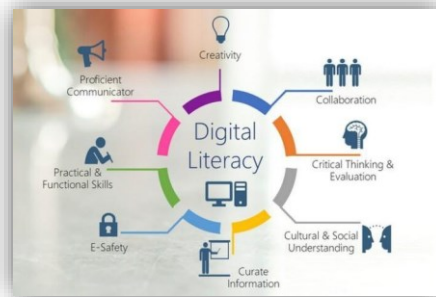 Creativity
Proficient
Communicator
Collaboration
Digital
Literacy
Practical &
Functional Skills
Critical Thinking &
Evaluation
E-Safety
Cultural & Social
Understanding
Curate
Information